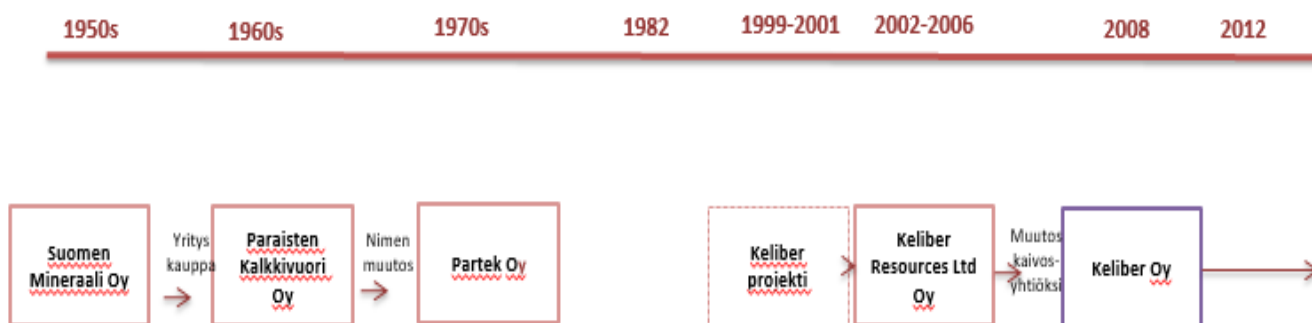 1950s
1960s
1970s
1982
1999-2001
2002-2006
2008
2012
Suomen
Mineraali Oy
Yritys
kauppa
Paraisten
Kalkkivuori
Oy
Nimen
muutos
Partek Oy
Keliber
projekti
Keliber
Resources Ltd
Oy
Muutos
kaivos-
yhtiöksi
Keliber Oy